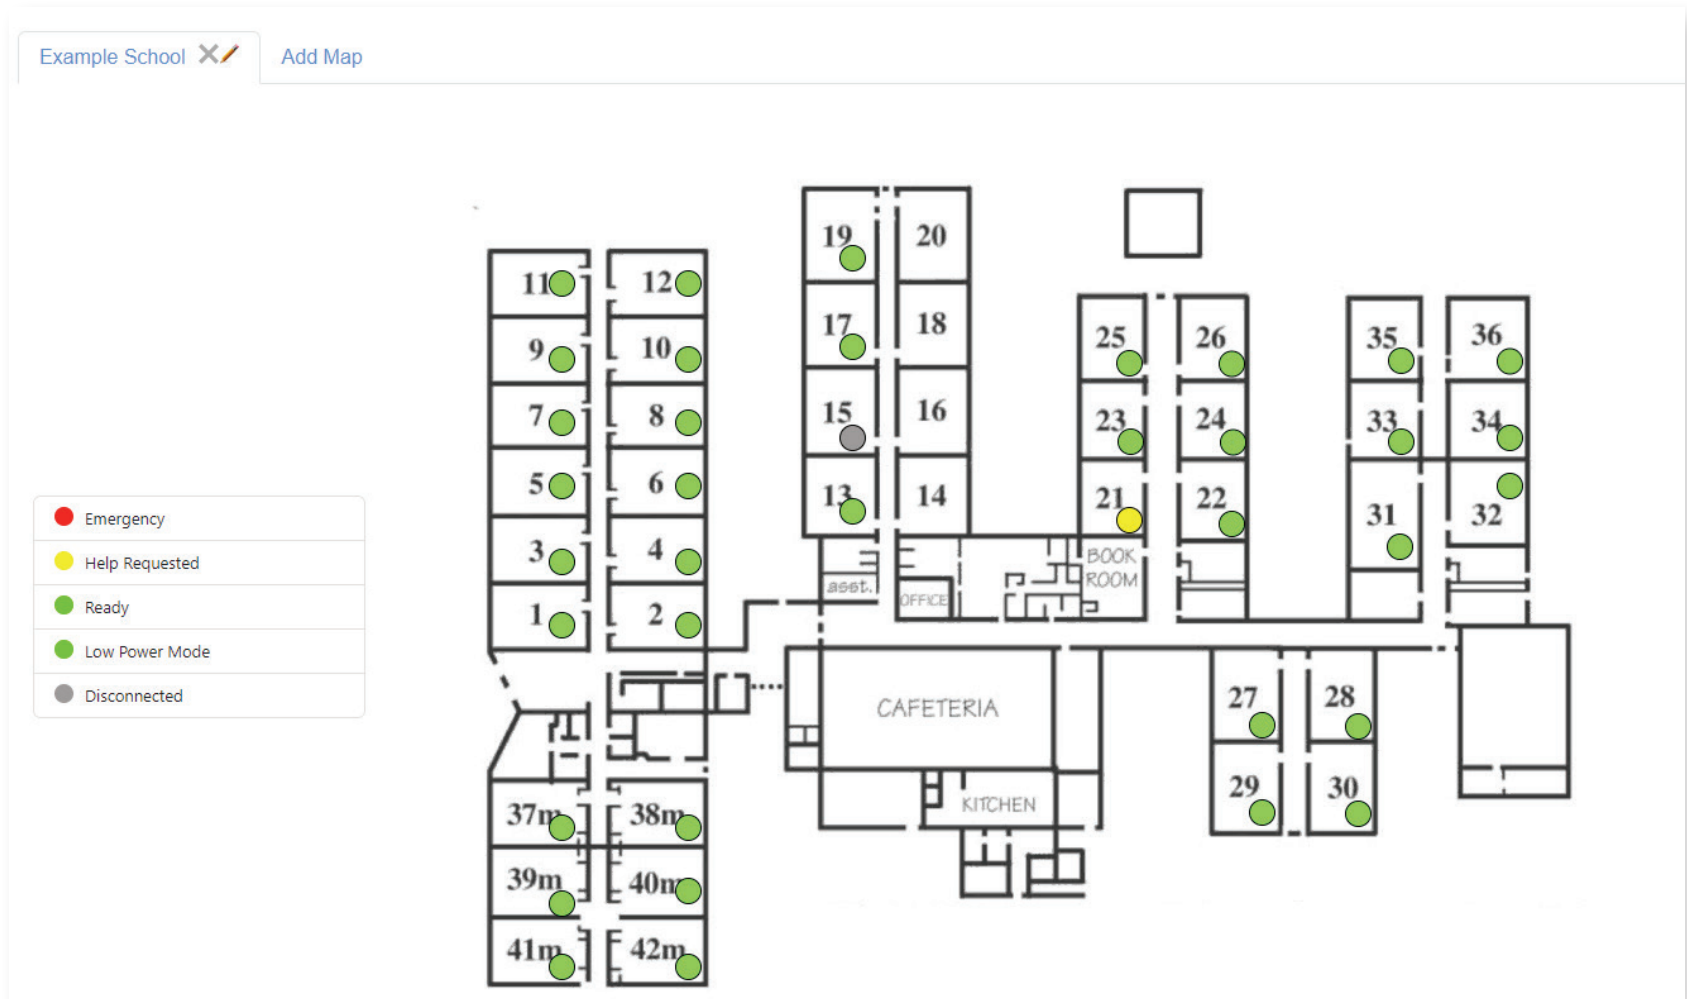 Example School
Add Map
Emergency
Help Requested
Ready
Low Power Mode
Disconnected
11
12
9
10
7
8
5
6
3
4
1
2
37m
38m
39m
40m
41m
42m
19
20
17
18
15
16
13
14
asst.
OFFICE
BOOK
ROOM
25
26
23
24
21
22
35
36
33
34
31
32
CAFETERIA
KITCHEN
27
28
29
30